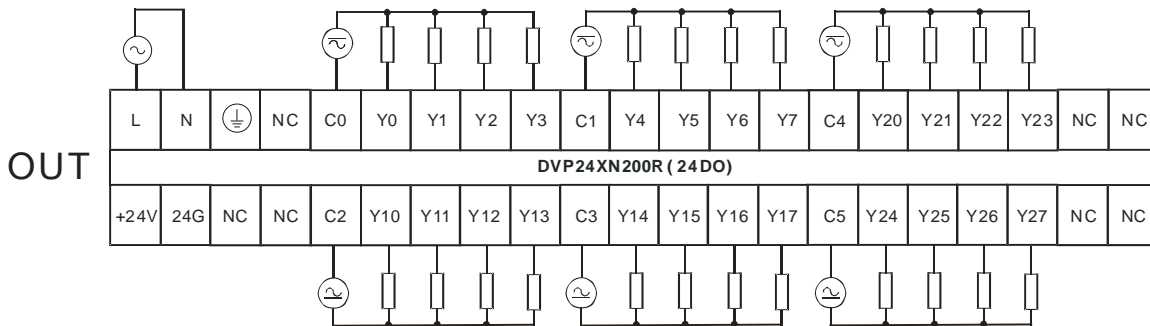 L N NC C0 Y0 Y1 Y2 Y3 C1 Y4 Y5 Y6 Y7 C4 Y20 Y21 Y22 Y23 NC NC
OUT
DVP24XN200R ( 24DO)
+24V 24G NC NC C2 Y10 Y11 Y12 Y13 C3 Y14 Y15 Y16 Y17 C5 Y24 Y25 Y26 Y27 NC NC